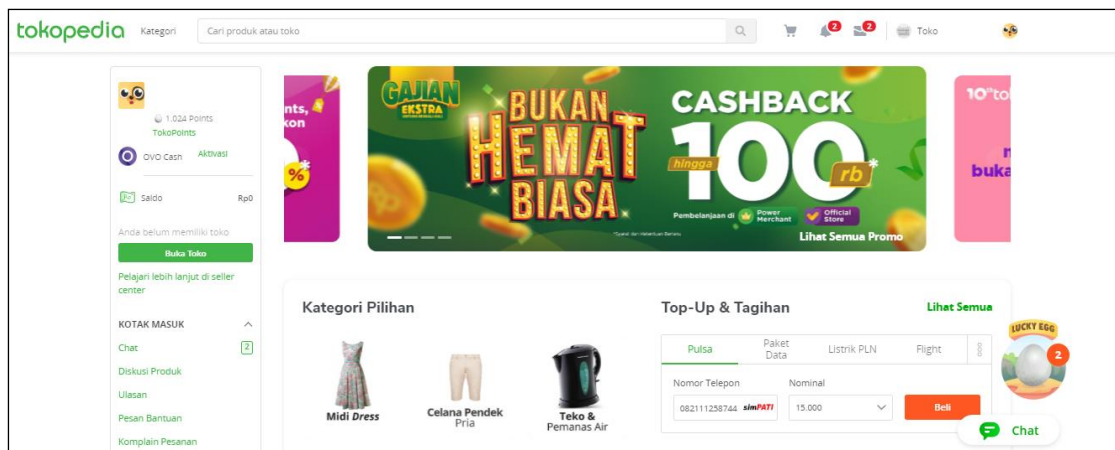 tokopedia Kategori Cari produk atau toko 2 2 Toko
1.024 Points
TokoPoints
OVO Cash Aktivasi
Saldo Rp0
Anda belum memiliki toko
Buka Toko
Pelajari lebih lanjut di seller
center
KOTAK MASUK
Chat 2
Diskusi Produk
Ulasan
Pesan Bantuan
Komplain Pesanan
nts,
kon
%*
GAJIAN
EKSTRA
BUKAN
HEMAT
BIASA
CASHBACK
hingga 100 rb*
Pembelanjaan di Power Merchant Official Store
*Syarat dan Ketentuan Berlaku
Lihat Semua Promo
10
buka
Kategori Pilihan
Midi Dress
Celana Pendek
Pria
Teko &
Pemanas Air
Top-Up & Tagihan Lihat Semua
Pulsa Paket Data Listrik PLN Flight
Nomor Telepon Nominal
082111258744 simPATI 15.000 Beli
LUCKY EGG
2
Chat